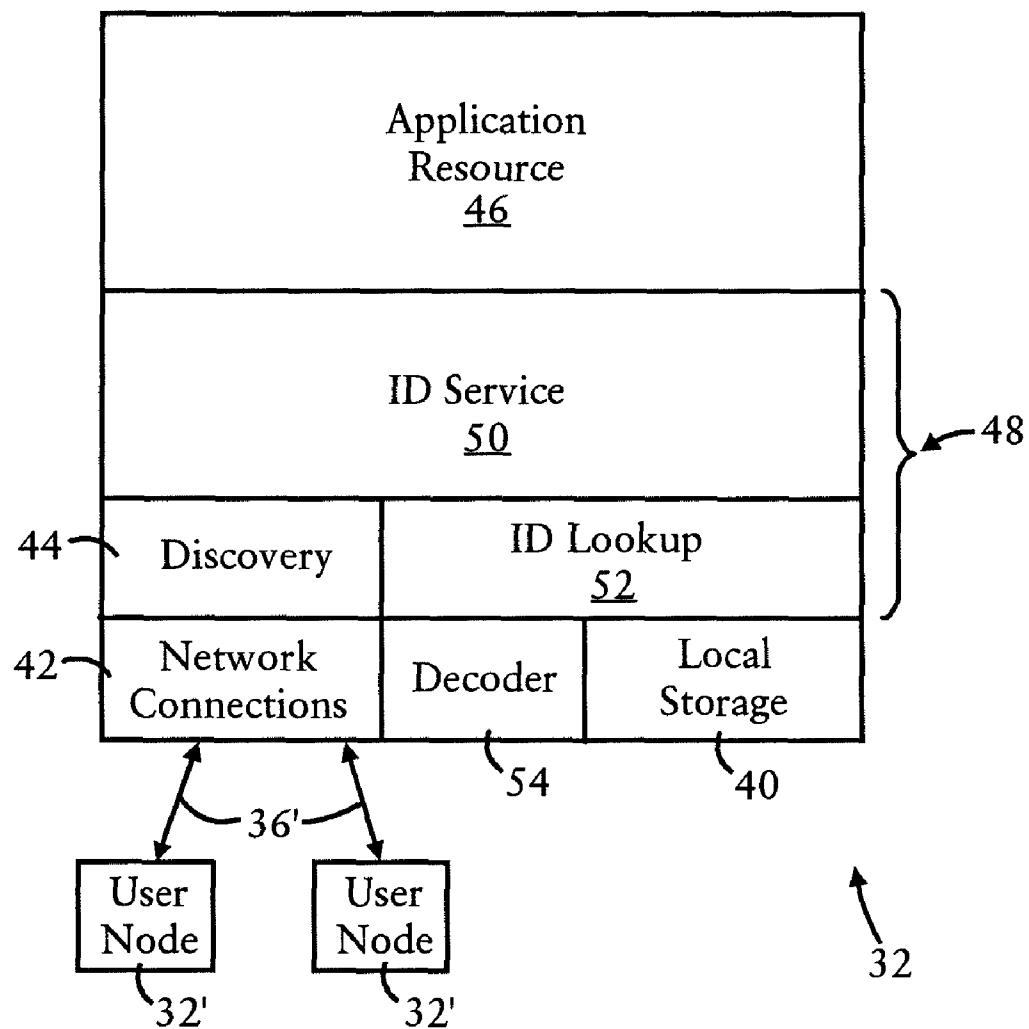 Application
Resource
46
ID Service
50
48
44
Discovery
ID Lookup
52
42
Network
Connections
Decoder
Local
Storage
54
40
36'
User
Node
User
Node
32'
32'
32